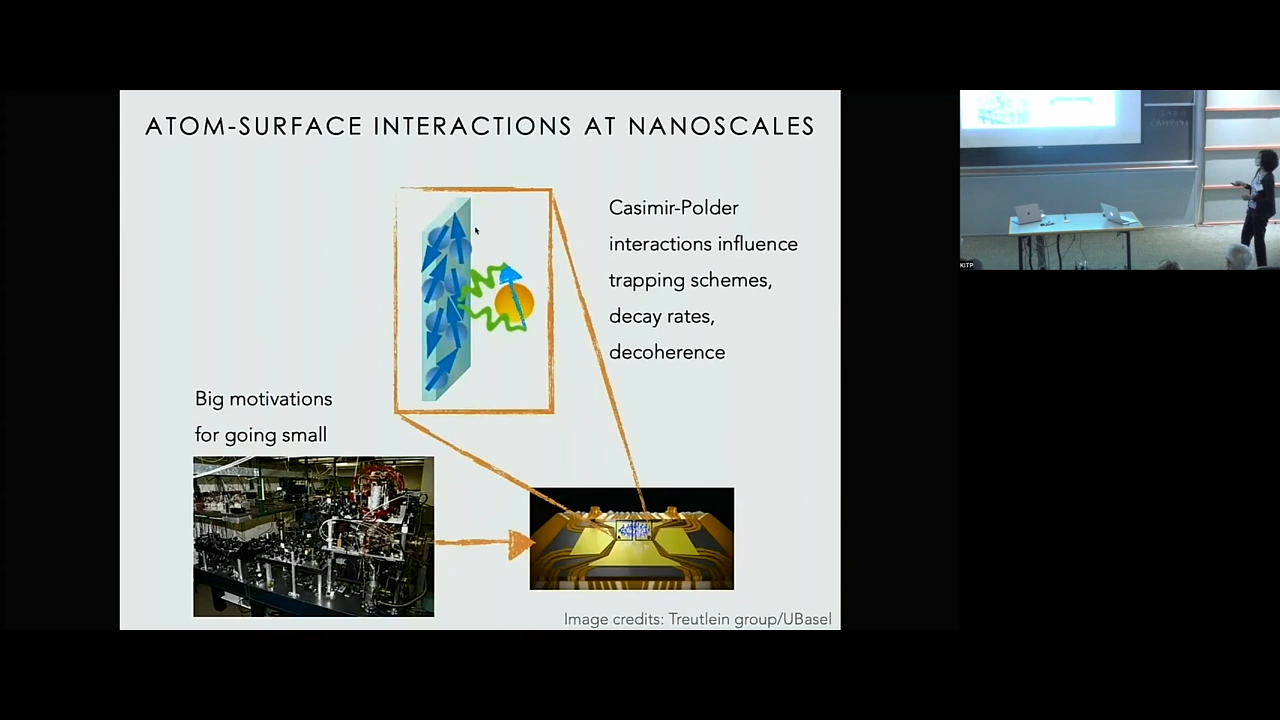 ATOM-SURFACE INTERACTIONS AT NANOSCALES
Casimir-Polder
interactions influence
trapping schemes,
decay rates,
decoherence
Big motivations
for going small
Image credits: Treutlein group/UBasel
KITP